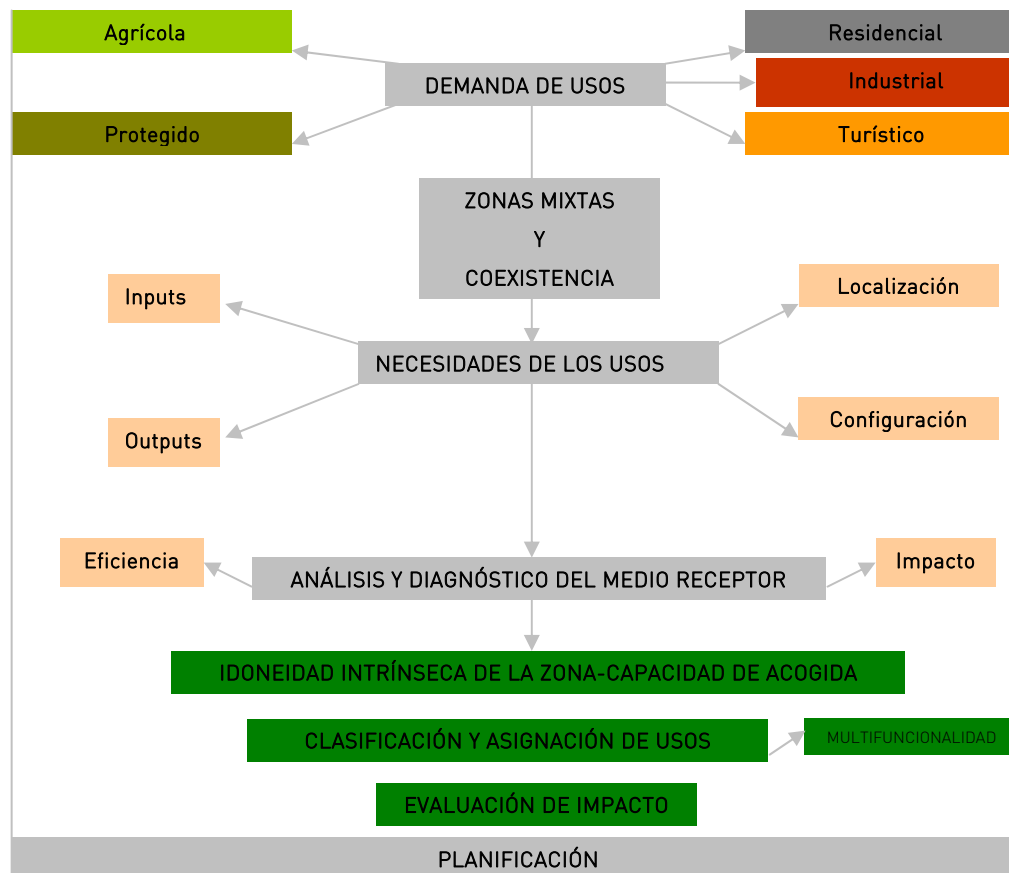 Agrícola
Residencial
DEMANDA DE USOS
Industrial
Protegido
Turístico
ZONAS MIXTAS
Y
COEXISTENCIA
Inputs
Localización
NECESIDADES DE LOS USOS
Outputs
Configuración
Eficiencia
Impacto
ANÁLISIS Y DIAGNÓSTICO DEL MEDIO RECEPTOR
IDONEIDAD INTRÍNSECA DE LA ZONA-CAPACIDAD DE ACOGIDA
CLASIFICACIÓN Y ASIGNACIÓN DE USOS
MULTIFUNCIONALIDAD
EVALUACIÓN DE IMPACTO
PLANIFICACIÓN